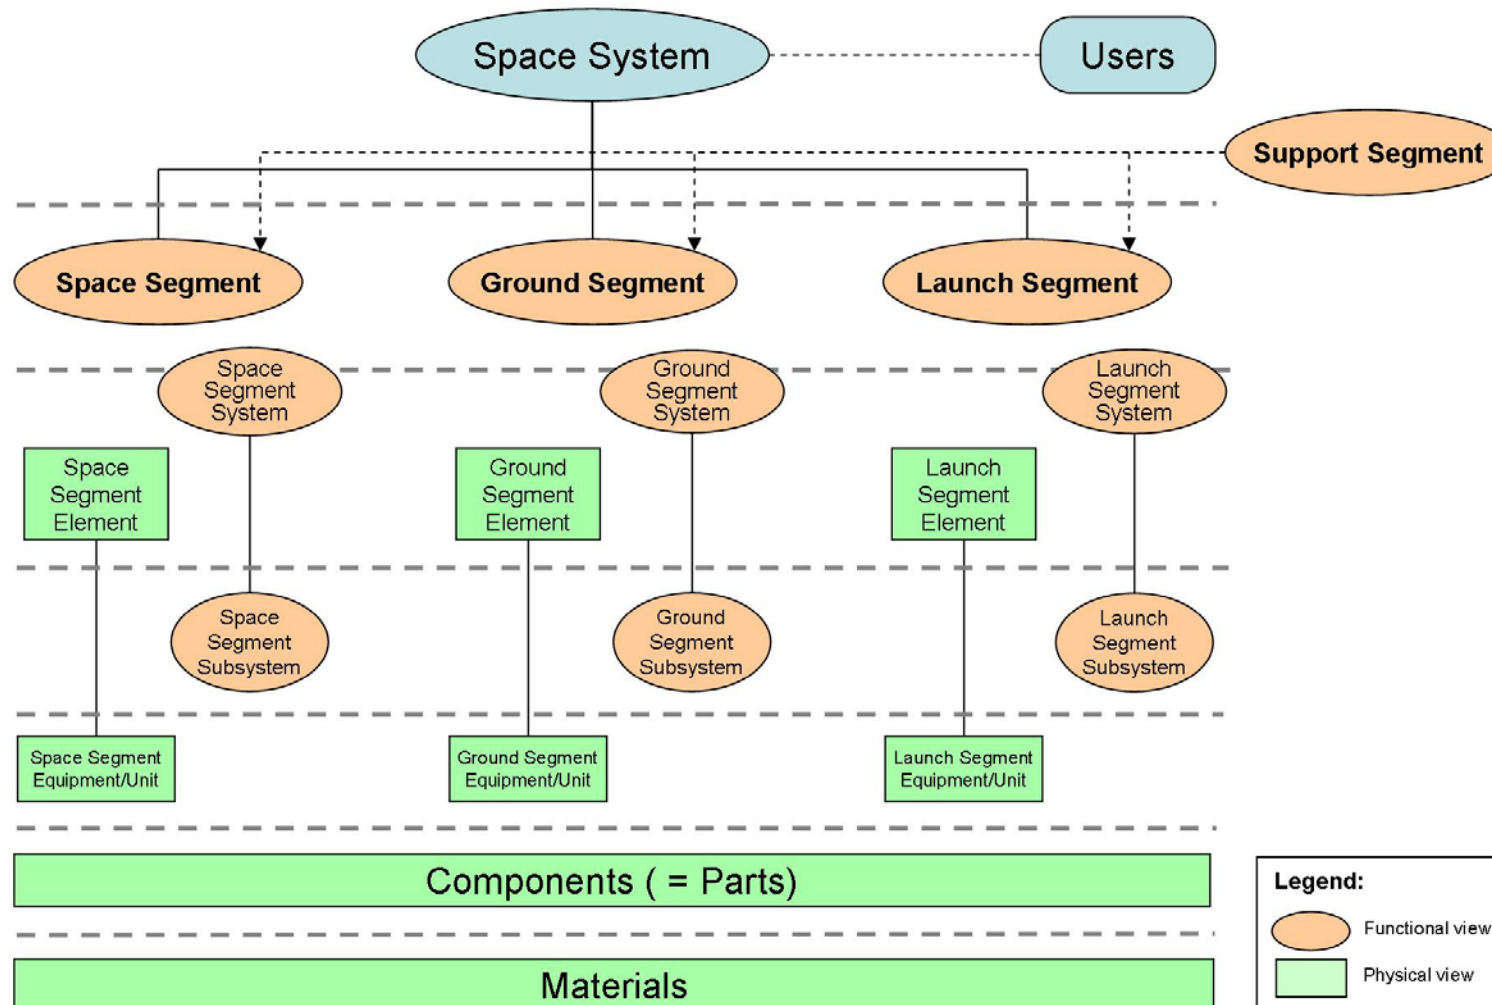 Space System
Users
Support Segment
Space Segment
Ground Segment
Launch Segment
Space
Segment
System
Ground
Segment
System
Launch
Segment
System
Space
Segment
Element
Ground
Segment
Element
Launch
Segment
Element
Space
Segment
Subsystem
Ground
Segment
Subsystem
Launch
Segment
Subsystem
Space Segment
Equipment/Unit
Ground Segment
Equipment/Unit
Launch Segment
Equipment/Unit
Components ( = Parts)
Materials
Legend:
Functional view
Physical view